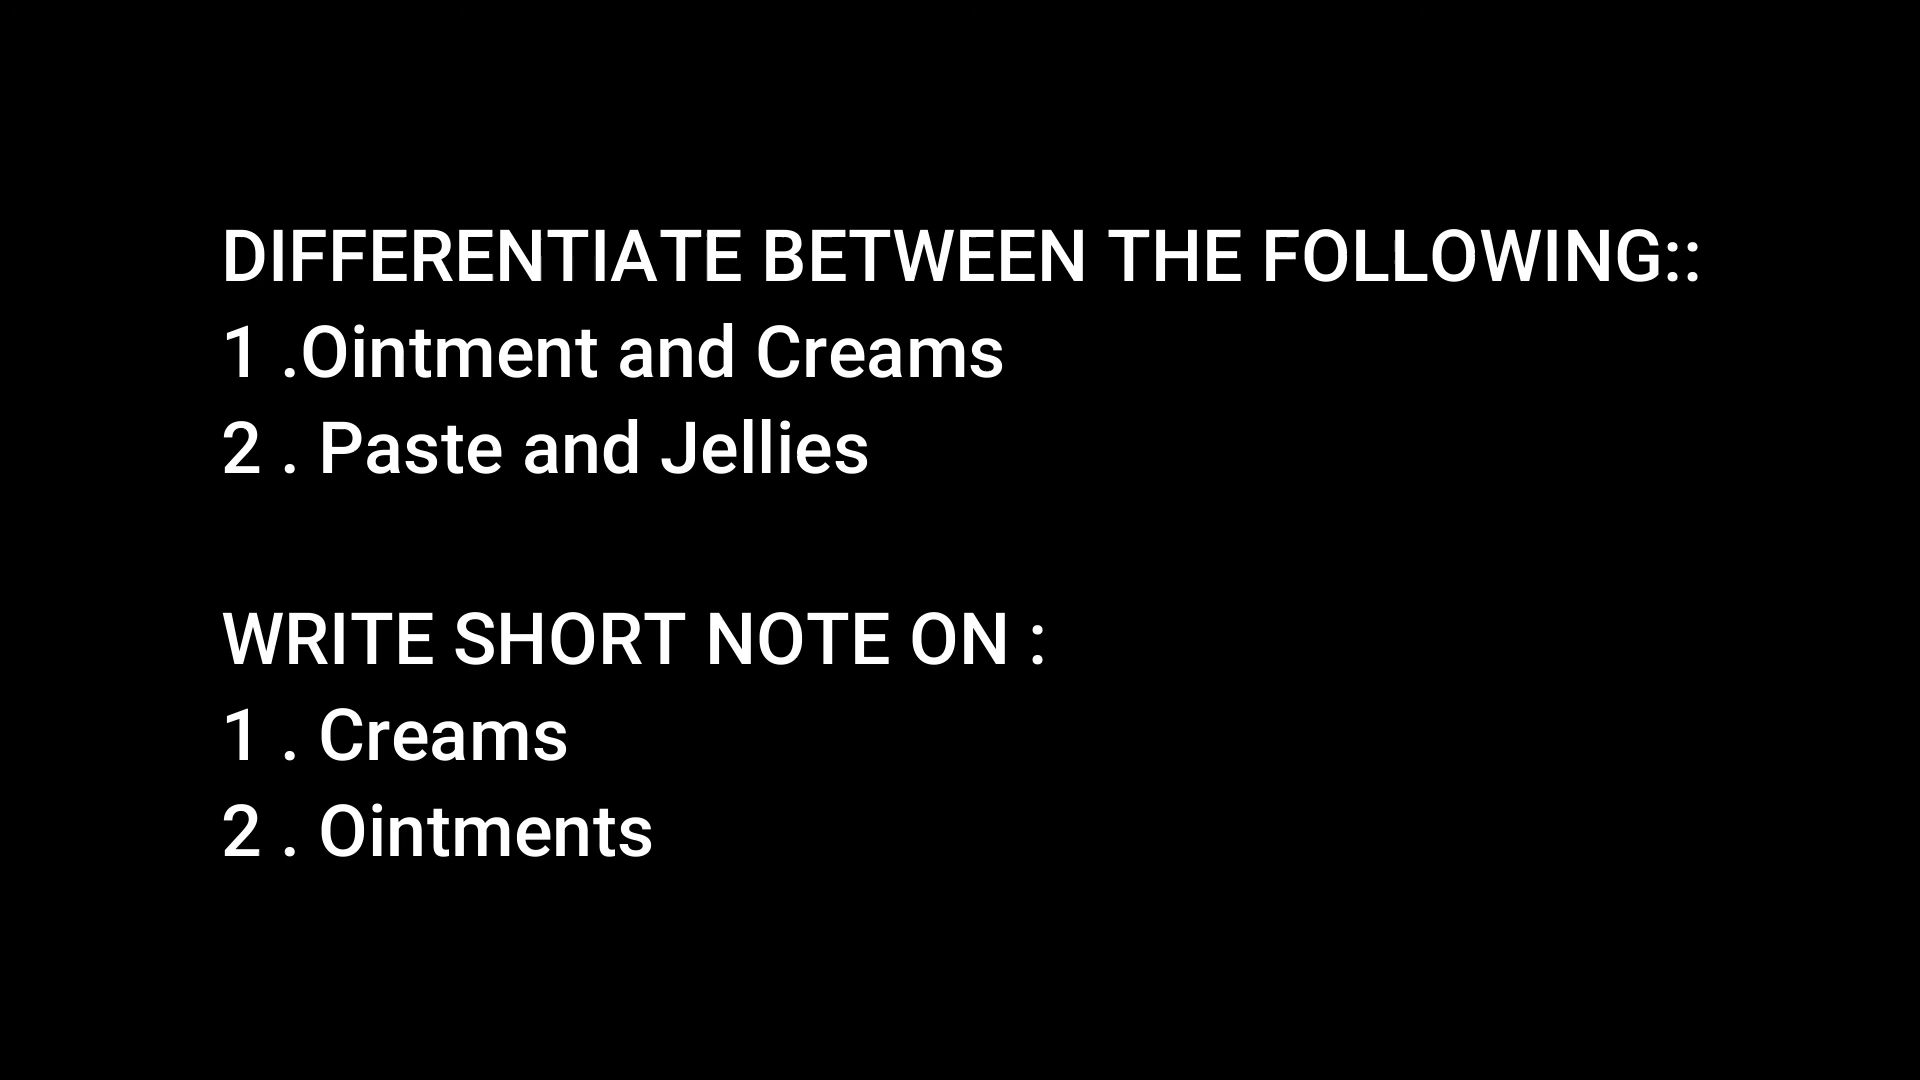 DIFFERENTIATE BETWEEN THE FOLLOWING::
1 .Ointment and Creams
2 . Paste and Jellies
WRITE SHORT NOTE ON :
1 . Creams
2 . Ointments